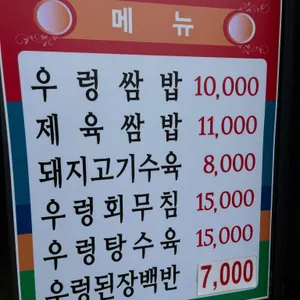 메뉴
우렁쌈밥 10,000
제육쌈밥 11,000
돼지고기수육 8,000
우렁회무침 15,000
우렁탕수육 15,000
우렁된장백반 7,000